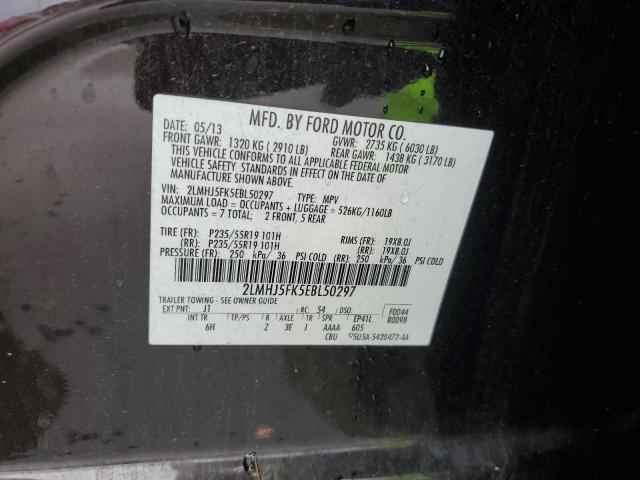 MFD. BY FORD MOTOR CO.
DATE: 05/13 GVWR: 2735 KG ( 6030 LB)
FRONT GAWR: 1320 KG ( 2910 LB) REAR GAWR: 1438 KG ( 3170 LB)
THIS VEHICLE CONFORMS TO ALL APPLICABLE FEDERAL MOTOR
VEHICLE SAFETY STANDARDS IN EFFECT ON THE DATE OF
MANUFACTURE SHOWN ABOVE.
VIN: 2LMHJ5FK5EBL50297 TYPE: MPV
MAXIMUM LOAD = OCCUPANTS + LUGGAGE = 526KG/1160LB
OCCUPANTS = 7 TOTAL: 2 FRONT, 5 REAR
TIRE (FR): P235/55R19 101H RIMS (FR): 19X8.0J
(RR): P235/55R19 101H (RR): 19X8.0J
PRESSURE (FR): 250 kPa/ 36 PSI COLD (RR): 250 kPa/ 36 PSI COLD
2LMHJ5FK5EBL50297
TRAILER TOWING - SEE OWNER GUIDE
EXT PNT: J1 RC: 54 DSO: F0044
INT TR TP/PS R AXLE TR SPR EP41L R0098
6H Z 3E J AAAA 605
CBU 5U5A-5420472-AA